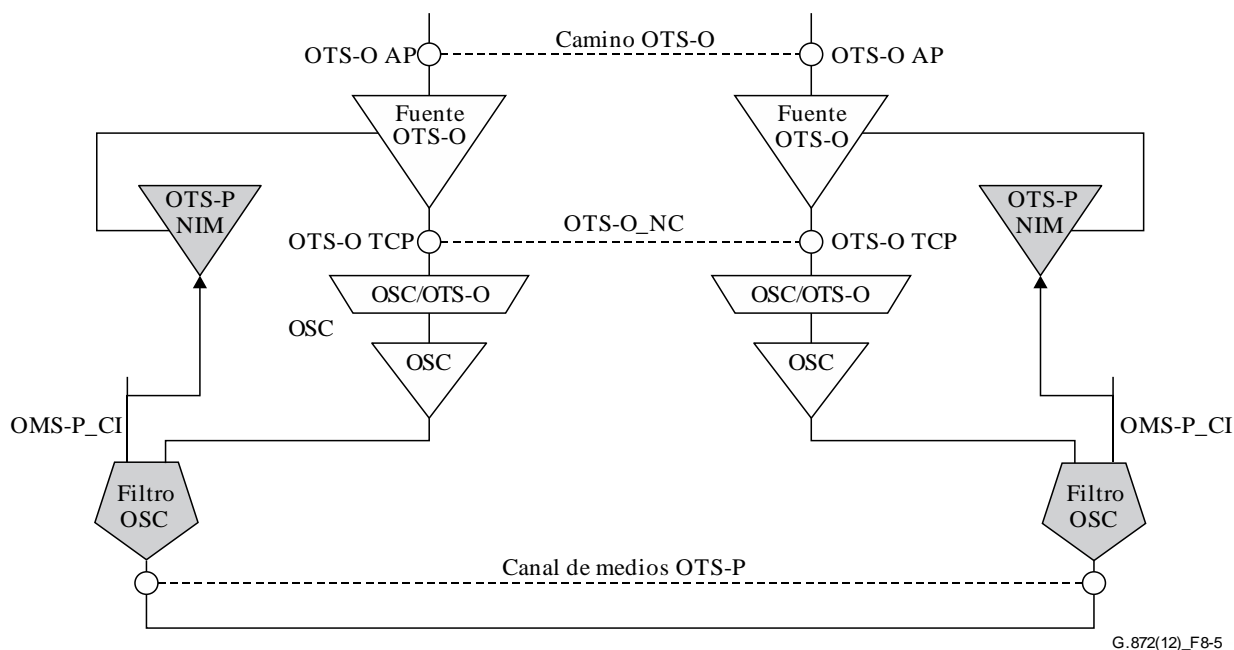 Camino OTS-O
OTS-O AP
OTS-O AP
Fuente
OTS-O
Fuente
OTS-O
OTS-P
NIM
OTS-P
NIM
OTS-O TCP
OTS-O_NC
OTS-O TCP
OSC/OTS-O
OSC/OTS-O
OSC
OSC
OSC
OMS-P_CI
OMS-P_CI
Filtro
OSC
Filtro
OSC
Canal de medios OTS-P
G.872(12)_F8-5